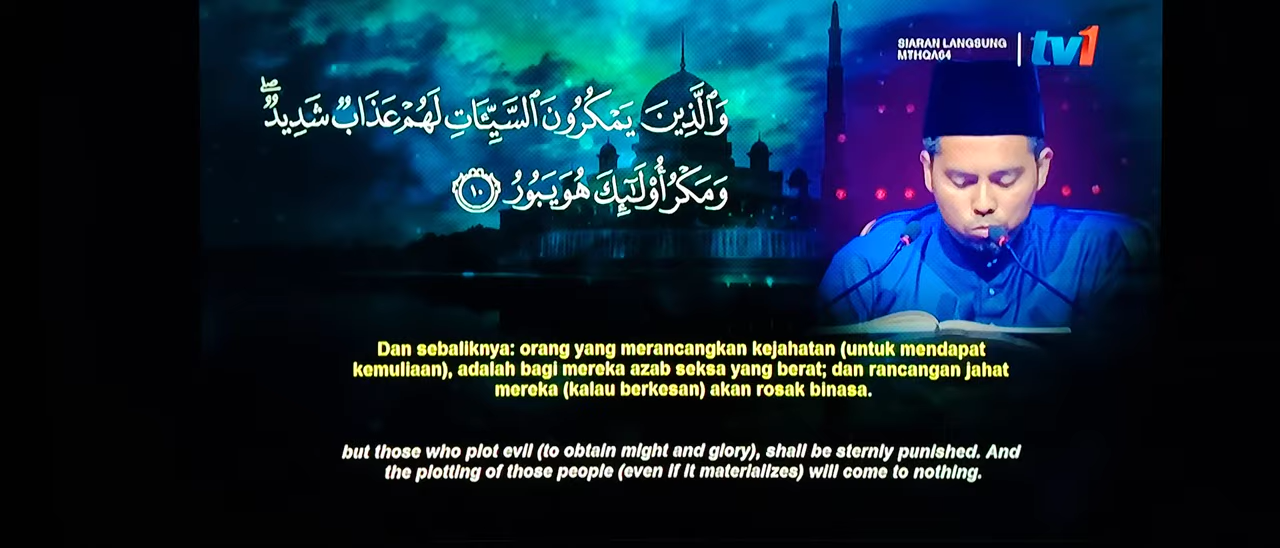 SIARAN LANGSUNG
MTHQA64
tv1
وَٱلَّذِينَ يَمْكُرُونَ ٱلسَّيِّـَٔاتِ لَهُمْ عَذَابٌ شَدِيدٌ ۖ
وَمَكْرُ أُو۟لَـٰٓئِكَ هُوَ يَبُورُ ١٠
Dan sebaliknya: orang yang merancangkan kejahatan (untuk mendapat
kemuliaan), adalah bagi mereka azab seksa yang berat; dan rancangan jahat
mereka (kalau berkesan) akan rosak binasa.
but those who plot evil (to obtain might and glory), shall be sternly punished. And
the plotting of those people (even if it materializes) will come to nothing.